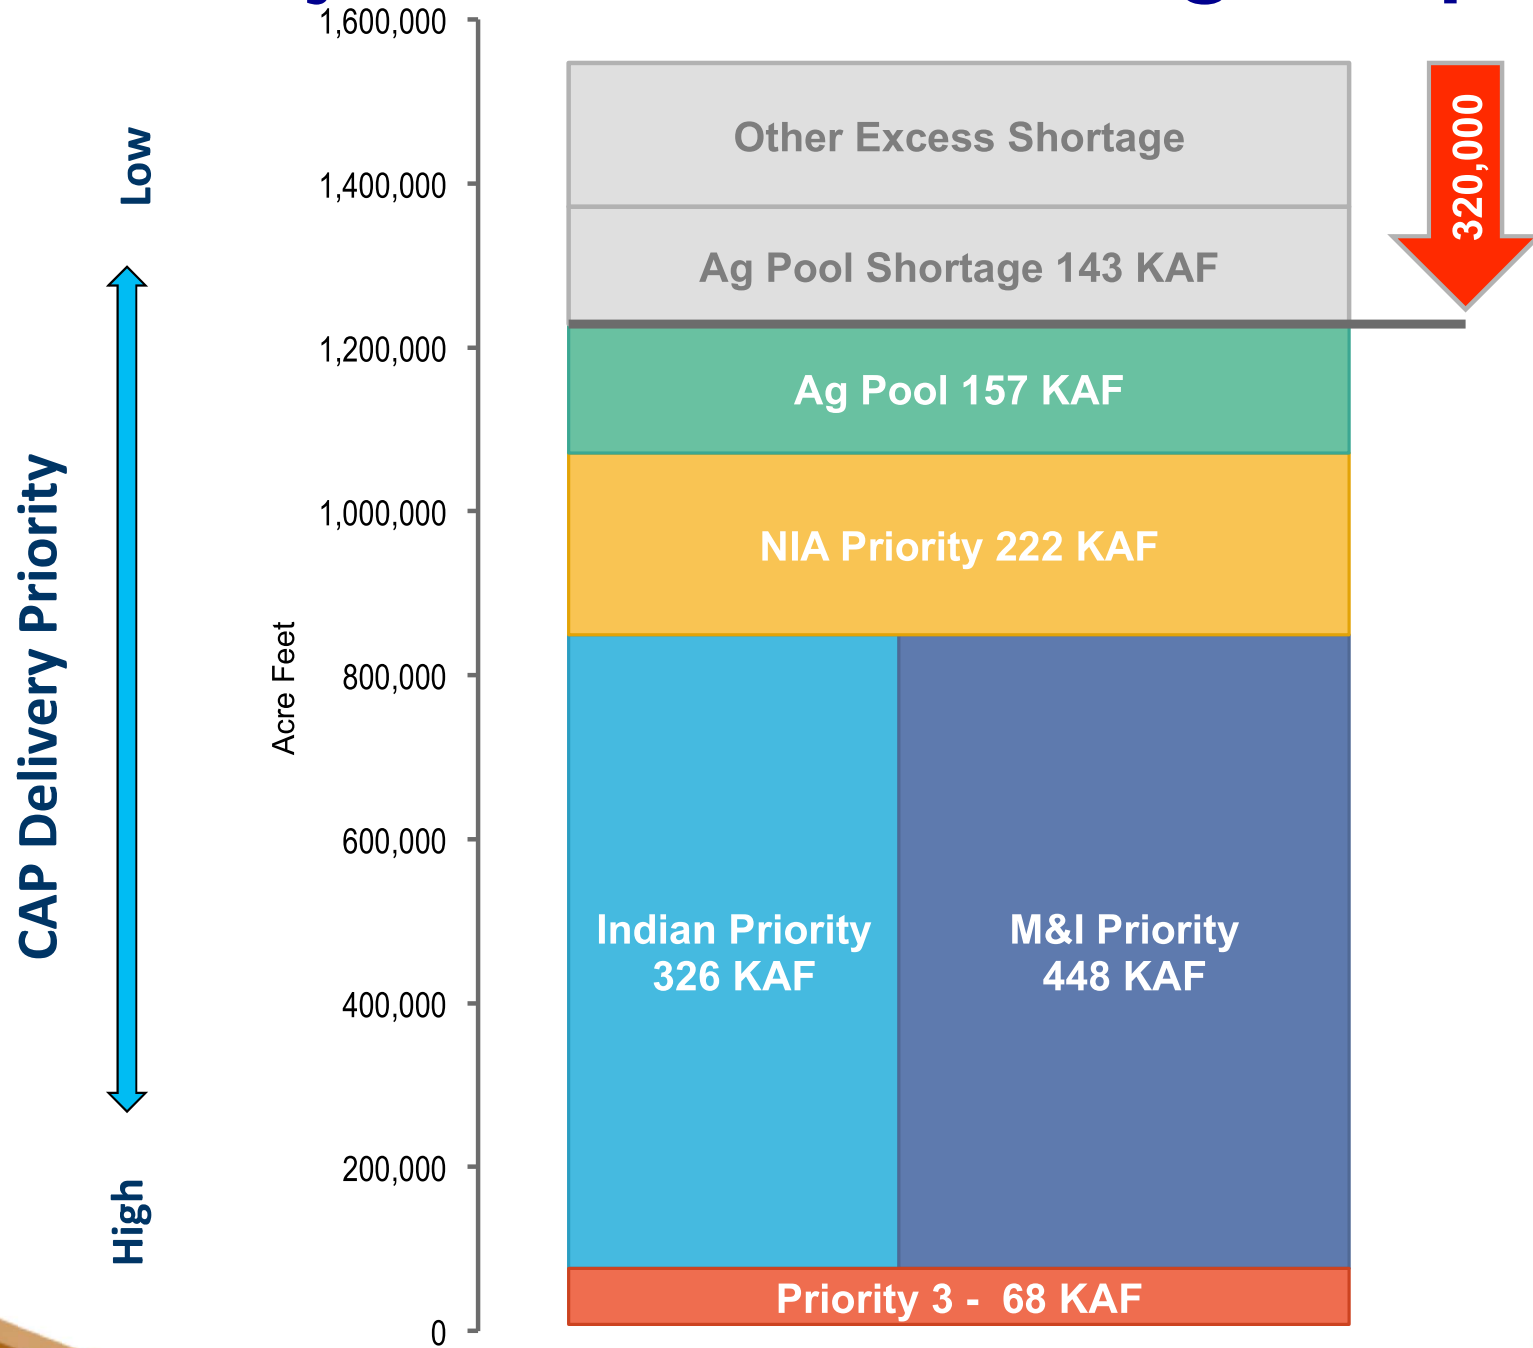 1,600,000
1,400,000
1,200,000
1,000,000
800,000
600,000
400,000
200,000
0
Acre Feet
CAP Delivery Priority
Low
High
Other Excess Shortage
Ag Pool Shortage 143 KAF
Ag Pool 157 KAF
NIA Priority 222 KAF
Indian Priority
326 KAF
M&I Priority
448 KAF
Priority 3 - 68 KAF
320,000